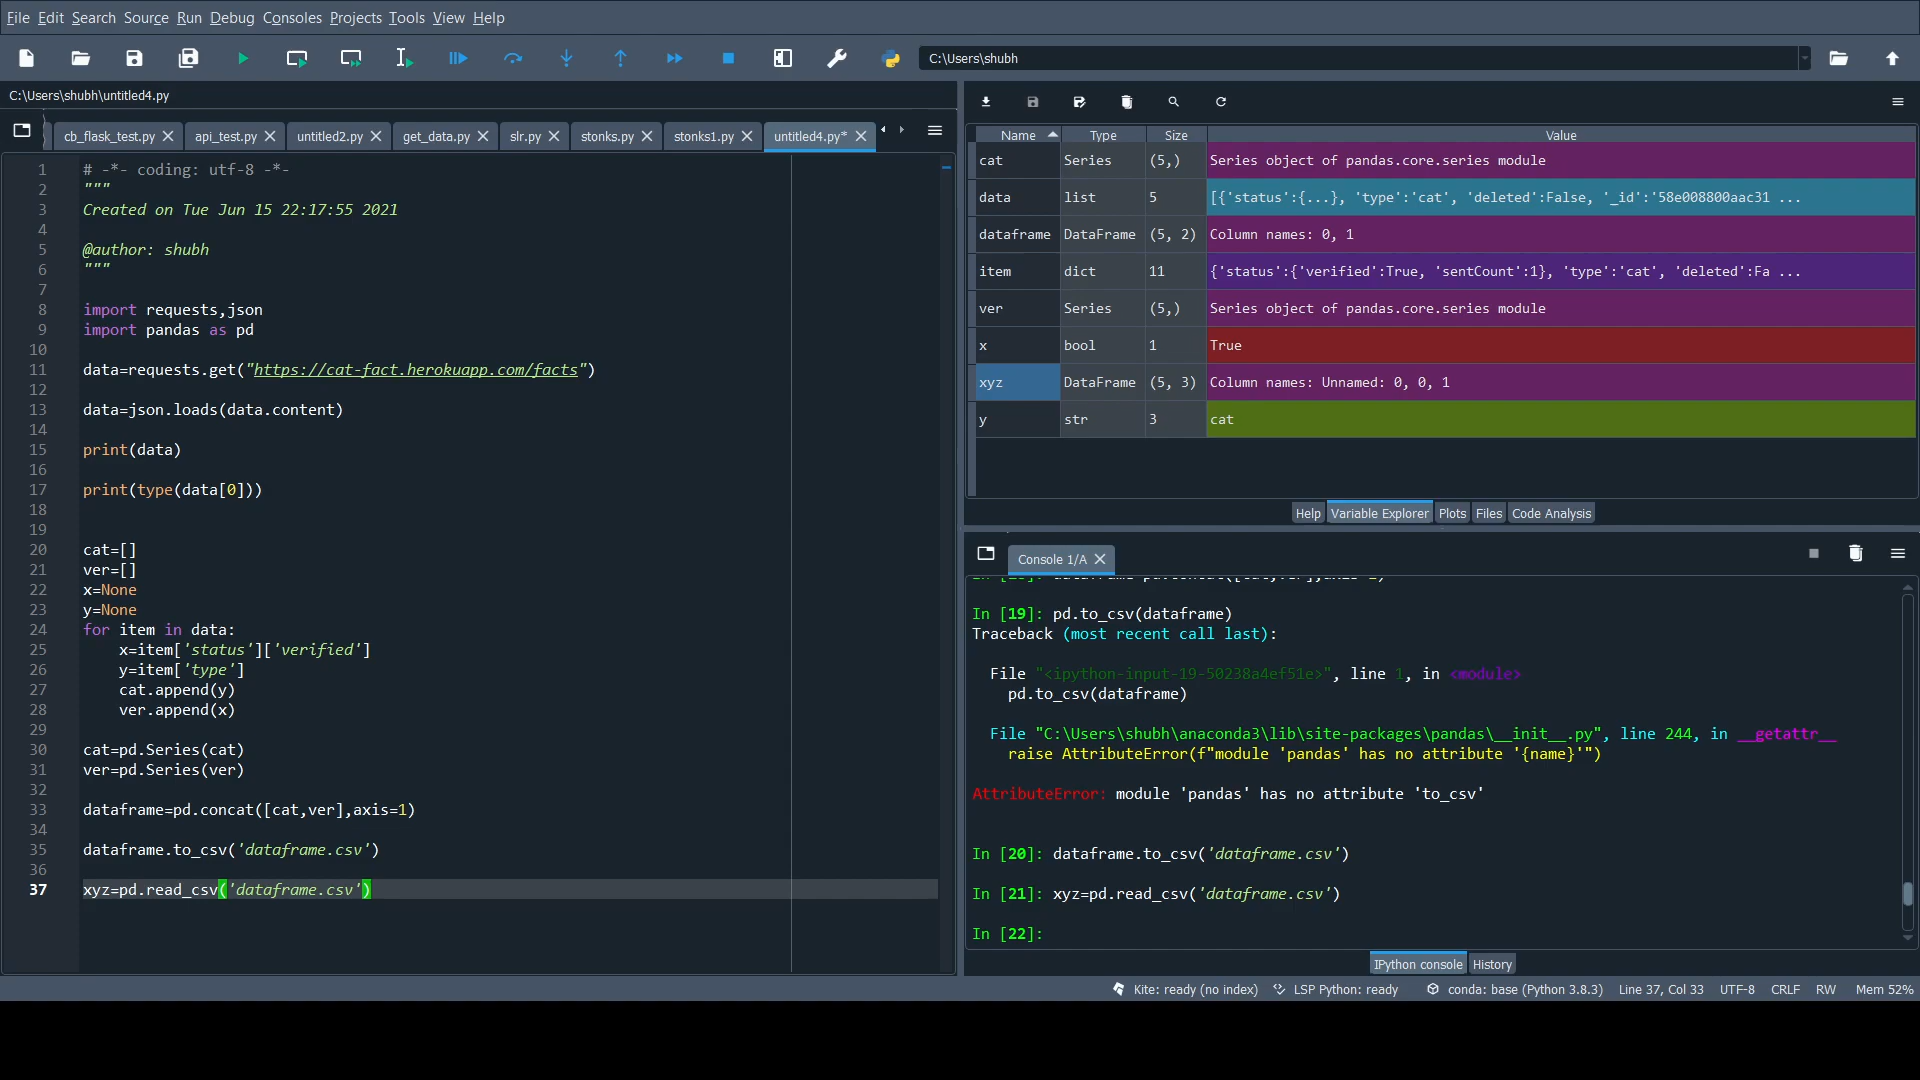 File Edit Search Source Run Debug Consoles Projects Tools View Help
C:\Users\shubh
C:\Users\shubh\untitled4.py
cb_flask_test.py api_test.py untitled2.py get_data.py slr.py stonks.py stonks1.py untitled4.py*
1 # -*- coding: utf-8 -*-
2 """
3 Created on Tue Jun 15 22:17:55 2021
4
5 @author: shubh
6 """
7
8 import requests,json
9 import pandas as pd
10
11 data=requests.get("https://cat-fact.herokuapp.com/facts")
12
13 data=json.loads(data.content)
14
15 print(data)
16
17 print(type(data[0]))
18
19
20 cat=[]
21 ver=[]
22 x=None
23 y=None
24 for item in data:
25 x=item['status']['verified']
26 y=item['type']
27 cat.append(y)
28 ver.append(x)
29
30 cat=pd.Series(cat)
31 ver=pd.Series(ver)
32
33 dataframe=pd.concat([cat,ver],axis=1)
34
35 dataframe.to_csv('dataframe.csv')
36
37 xyz=pd.read_csv('dataframe.csv')
Name Type Size Value
cat Series (5,) Series object of pandas.core.series module
data list 5 [{'status':{...}, 'type':'cat', 'deleted':False, '_id':'58e008800aac31 ...
dataframe DataFrame (5, 2) Column names: 0, 1
item dict 11 {'status':{'verified':True, 'sentCount':1}, 'type':'cat', 'deleted':Fa ...
ver Series (5,) Series object of pandas.core.series module
x bool 1 True
xyz DataFrame (5, 3) Column names: Unnamed: 0, 0, 1
y str 3 cat
Help Variable Explorer Plots Files Code Analysis
Console 1/A
In [19]: pd.to_csv(dataframe)
Traceback (most recent call last):
File "<ipython-input-19-50238a4ef51e>", line 1, in <module>
pd.to_csv(dataframe)
File "C:\Users\shubh\anaconda3\lib\site-packages\pandas\__init__.py", line 244, in __getattr__
raise AttributeError(f"module 'pandas' has no attribute '{name}'")
AttributeError: module 'pandas' has no attribute 'to_csv'
In [20]: dataframe.to_csv('dataframe.csv')
In [21]: xyz=pd.read_csv('dataframe.csv')
In [22]:
IPython console History
Kite: ready (no index) LSP Python: ready conda: base (Python 3.8.3) Line 37, Col 33 UTF-8 CRLF RW Mem 52%